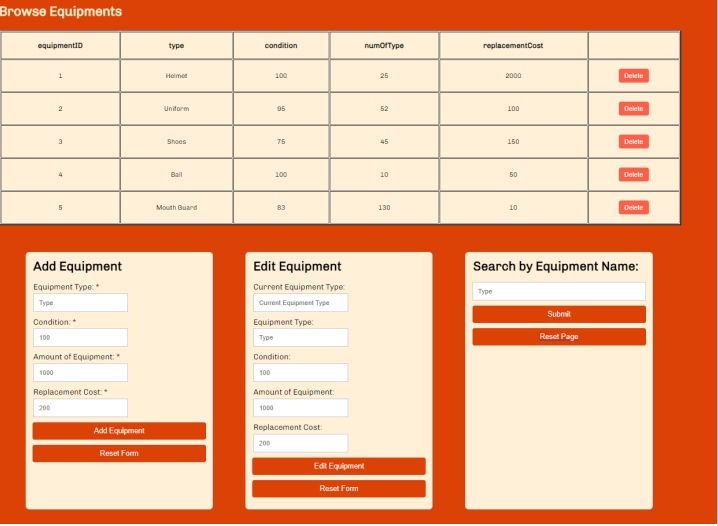 Browse Equipments
equipmentID type condition numOfType replacementCost
1 Helmet 100 25 2000 Delete
2 Uniform 95 52 100 Delete
3 Shoes 75 45 150 Delete
4 Ball 100 10 50 Delete
5 Mouth Guard 83 130 10 Delete
Add Equipment
Equipment Type: *
Type
Condition: *
100
Amount of Equipment: *
1000
Replacement Cost: *
200
Add Equipment
Reset Form
Edit Equipment
Current Equipment Type:
Current Equipment Type
Equipment Type:
Type
Condition:
100
Amount of Equipment:
1000
Replacement Cost:
200
Edit Equipment
Reset Form
Search by Equipment Name:
Type
Submit
Reset Page